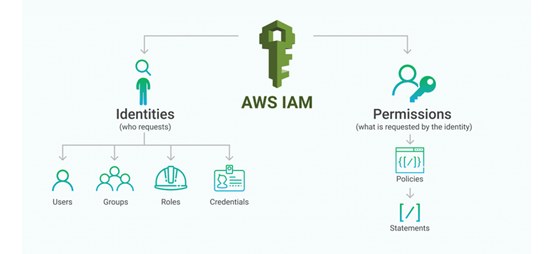 AWS IAM
Identities
(who requests)
Users
Groups
Roles
Credentials
Permissions
(what is requested by the identity)
{[/]}
Policies
[/]
Statements